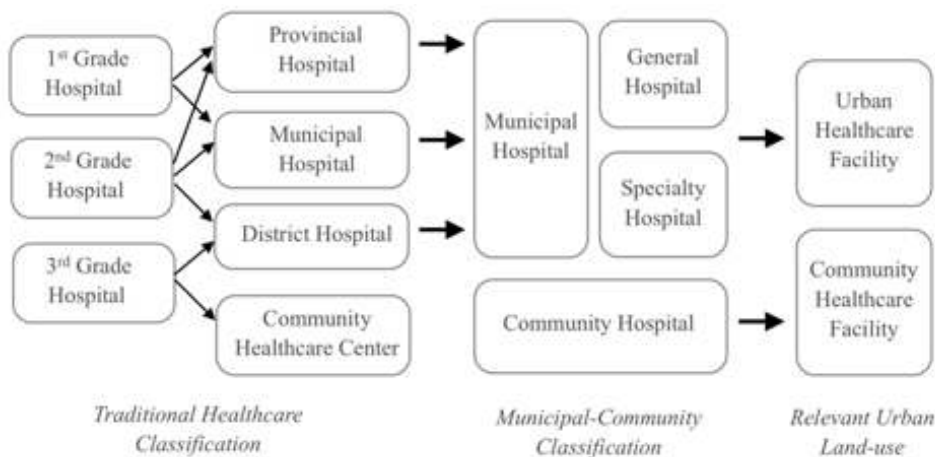 1st Grade
Hospital
2nd Grade
Hospital
3rd Grade
Hospital
Provincial
Hospital
Municipal
Hospital
District Hospital
Community
Healthcare Center
Traditional Healthcare
Classification
Municipal
Hospital
General
Hospital
Specialty
Hospital
Community Hospital
Municipal-Community
Classification
Urban
Healthcare
Facility
Community
Healthcare
Facility
Relevant Urban
Land-use